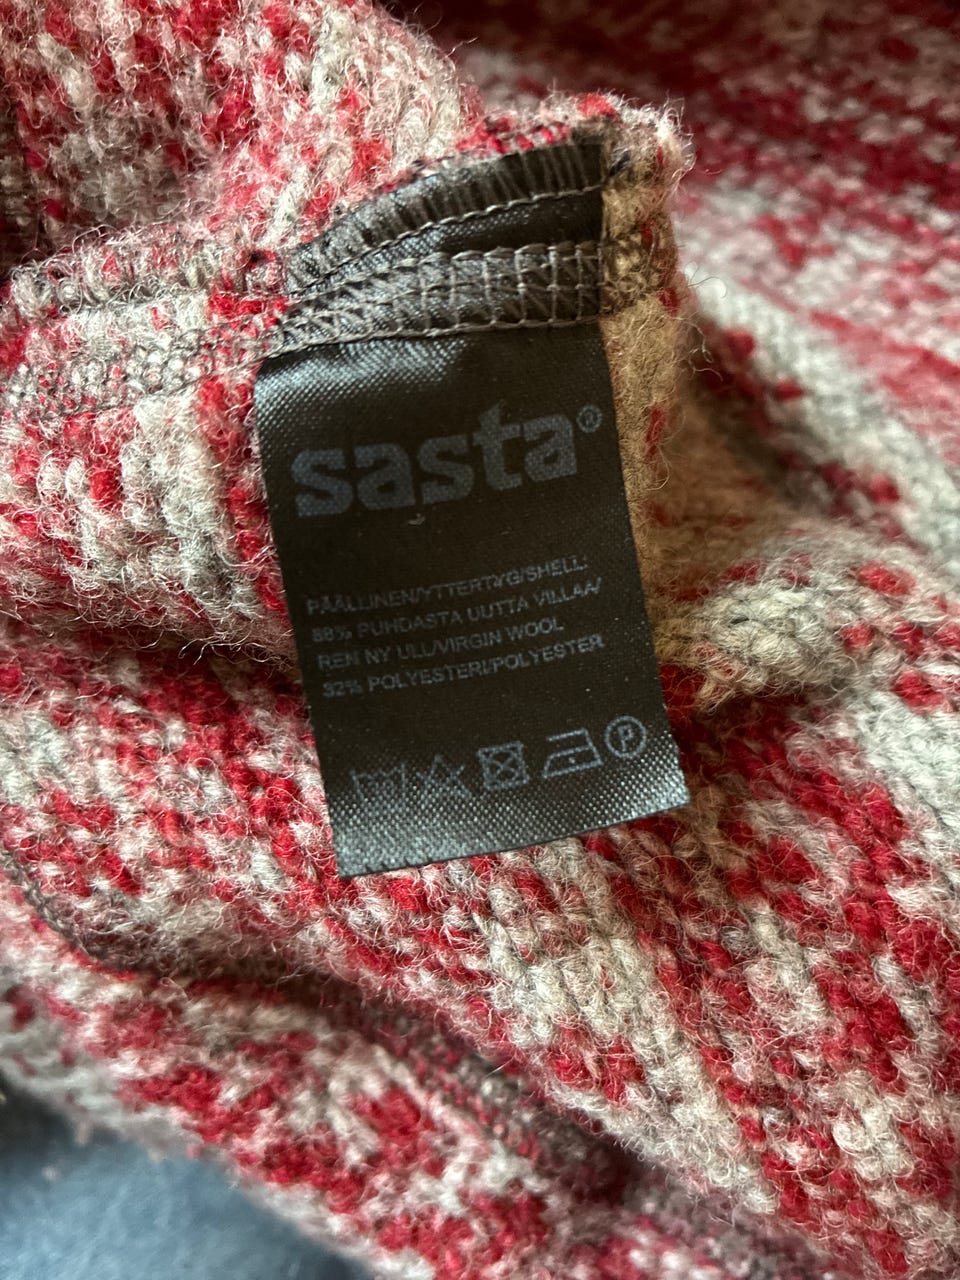 sasta®
PÄÄLLINEN/YTTERTYG/SHELL:
68% PUHDASTA UUTTA VILLAA/
REN NY ULL/VIRGIN WOOL
32% POLYESTERI/POLYESTER
P